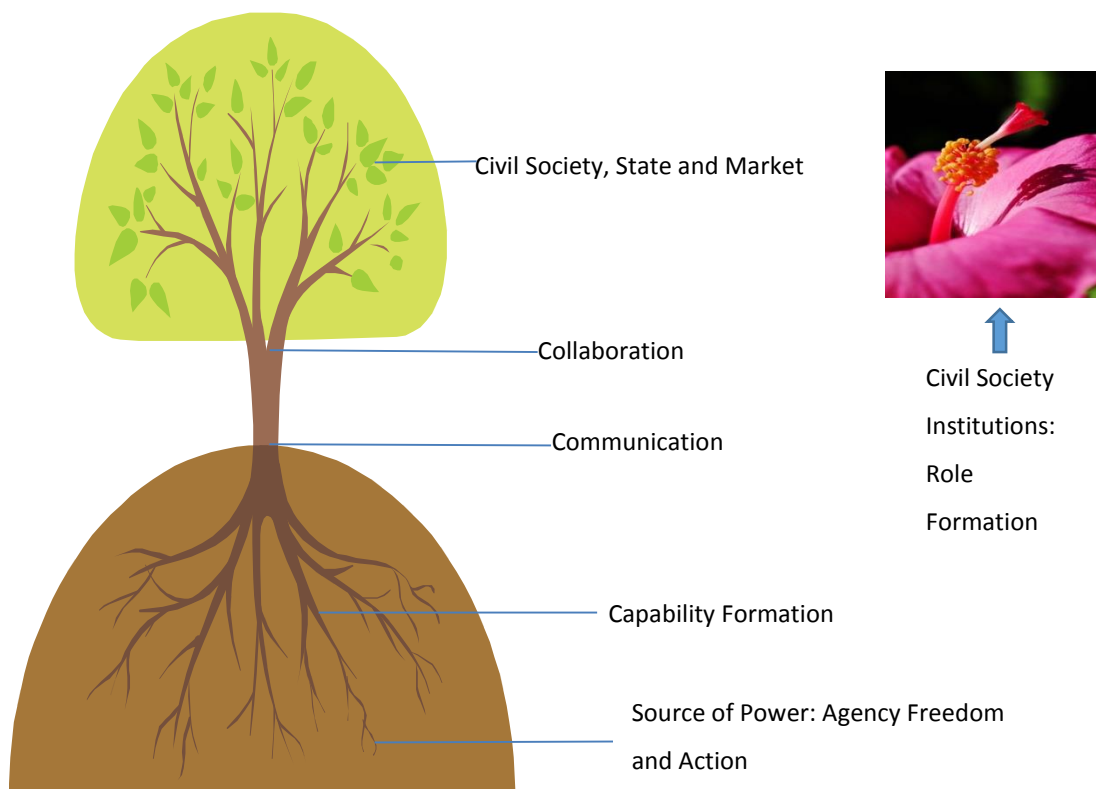 Civil Society, State and Market
Collaboration
Communication
Capability Formation
Source of Power: Agency Freedom
and Action
Civil Society
Institutions:
Role
Formation